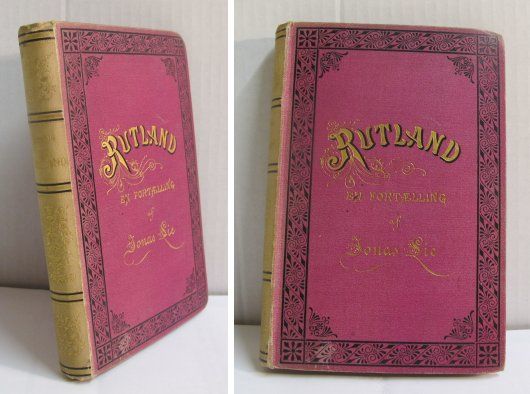 RUTLAND
EN FORTÆLLING
af
Jonas Lie
RUTLAND
EN FORTÆLLING
af
Jonas Lie